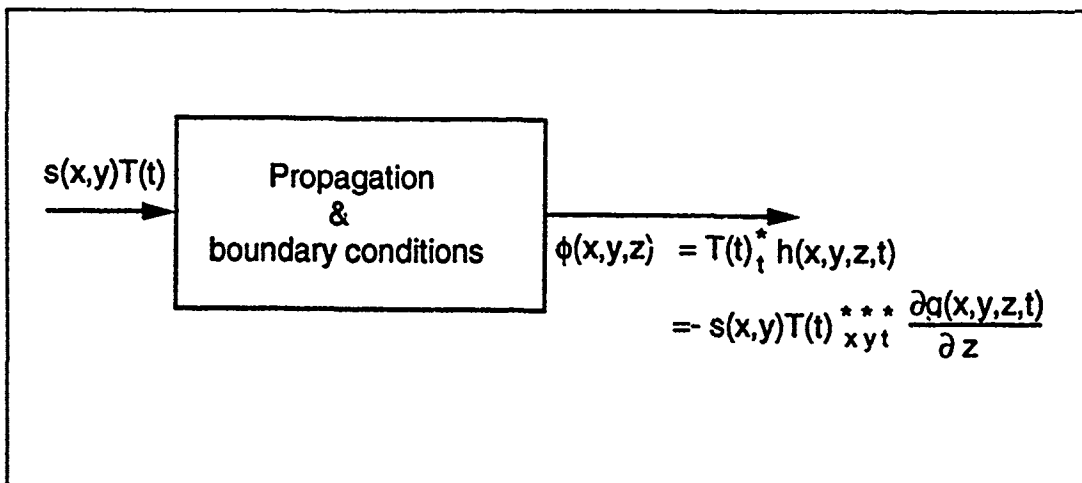 s(x,y)T(t)
Propagation
&
boundary conditions
ϕ(x,y,z) = T(t) *t h(x,y,z,t)
=- s(x,y)T(t) ***xyt ∂g(x,y,z,t)
∂ z